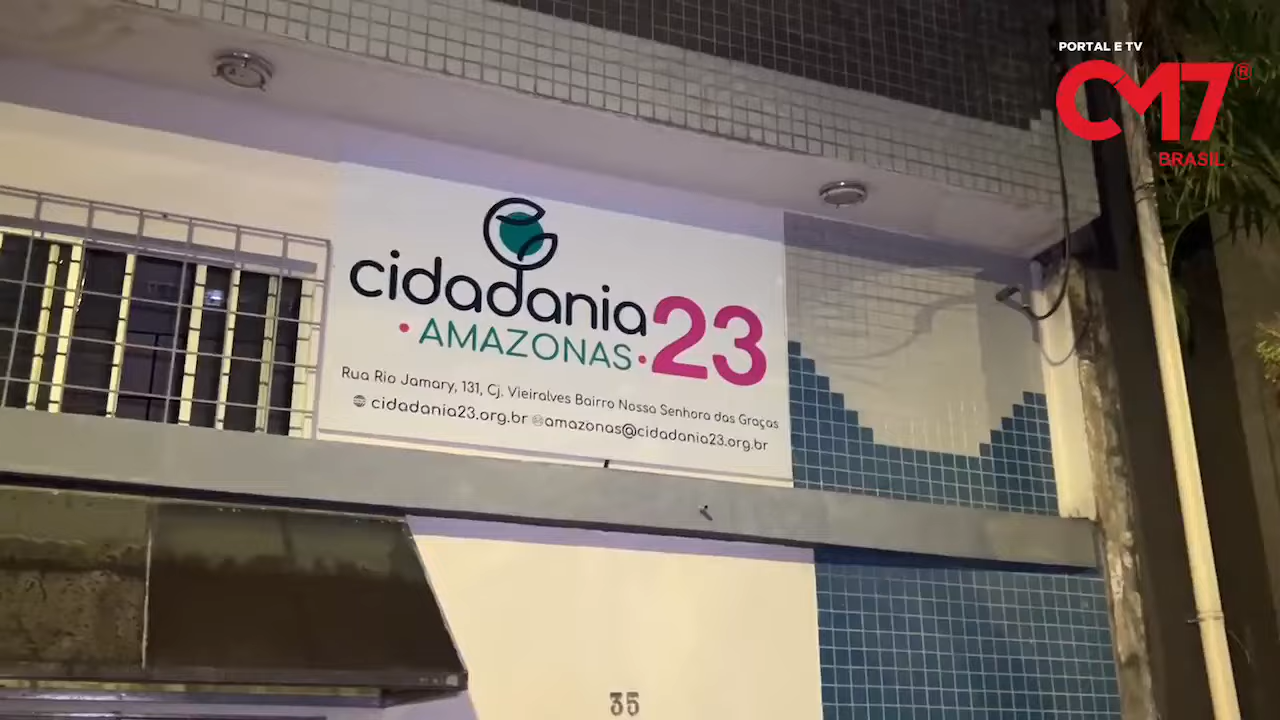 PORTAL E TV
CM7®
BRASIL
cidadania 23
• AMAZONAS •
Rua Rio Jamary, 131, Cj. Vieiralves Bairro Nossa Senhora das Graças
cidadania23.org.br amazonas@cidadania23.org.br
35